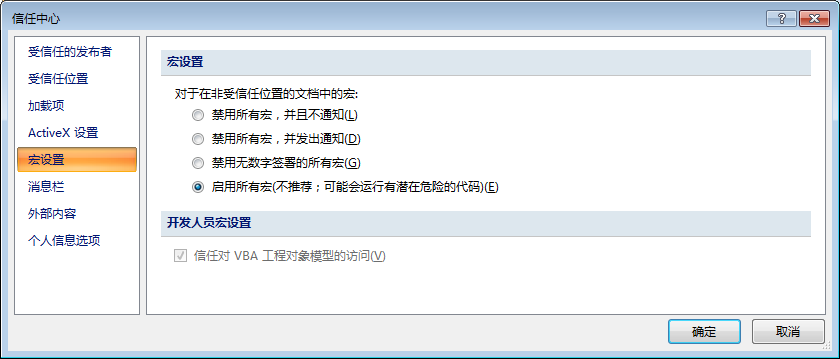 信任中心
受信任的发布者
受信任位置
加载项
ActiveX 设置
宏设置
消息栏
外部内容
个人信息选项
宏设置
对于在非受信任位置的文档中的宏:
禁用所有宏，并且不通知(L)
禁用所有宏，并发出通知(D)
禁用无数字签署的所有宏(G)
启用所有宏(不推荐；可能会运行有潜在危险的代码)(E)
开发人员宏设置
信任对 VBA 工程对象模型的访问(V)
确定
取消